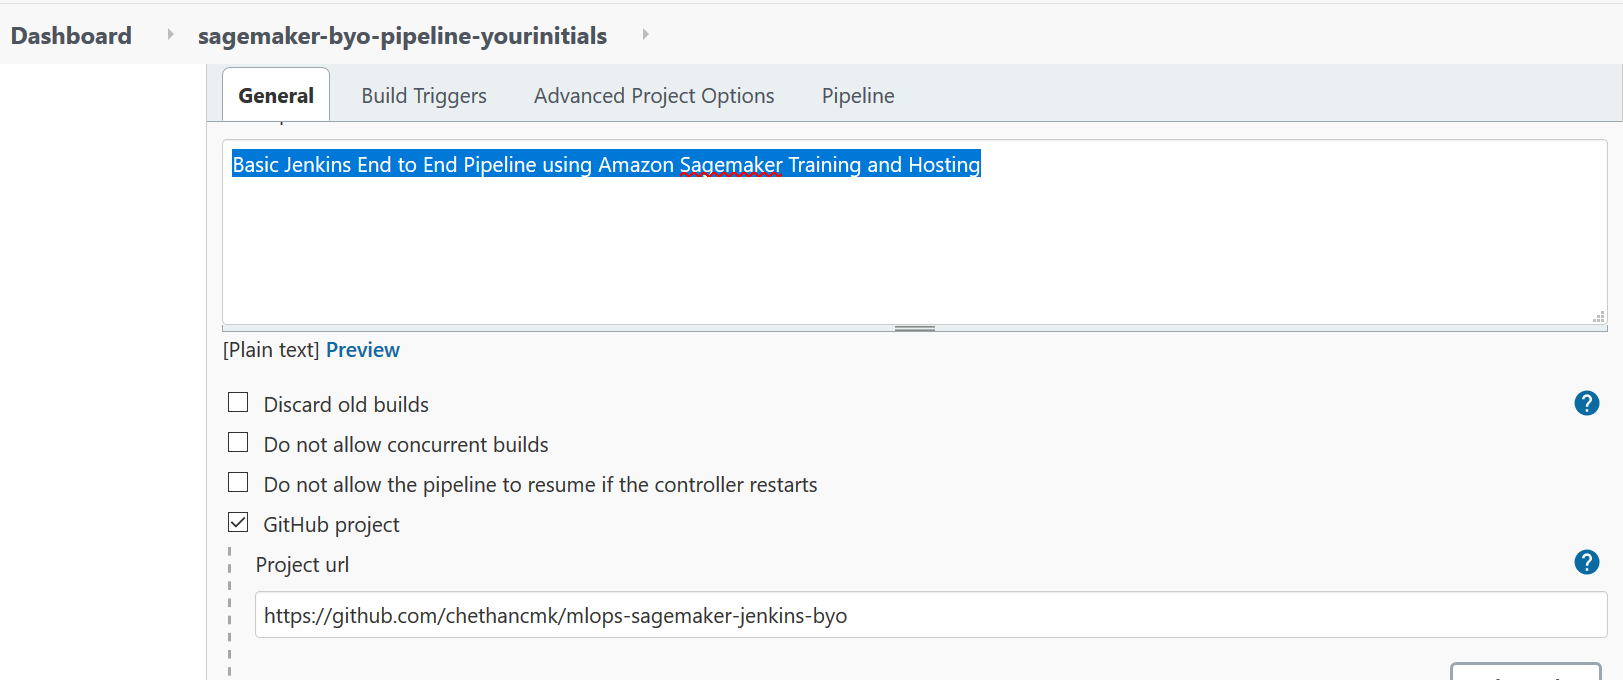 Dashboard sagemaker-byo-pipeline-yourinitials
General Build Triggers Advanced Project Options Pipeline
Basic Jenkins End to End Pipeline using Amazon Sagemaker Training and Hosting
[Plain text] Preview
Discard old builds
?
Do not allow concurrent builds
Do not allow the pipeline to resume if the controller restarts
GitHub project
Project url
?
https://github.com/chethancmk/mlops-sagemaker-jenkins-byo